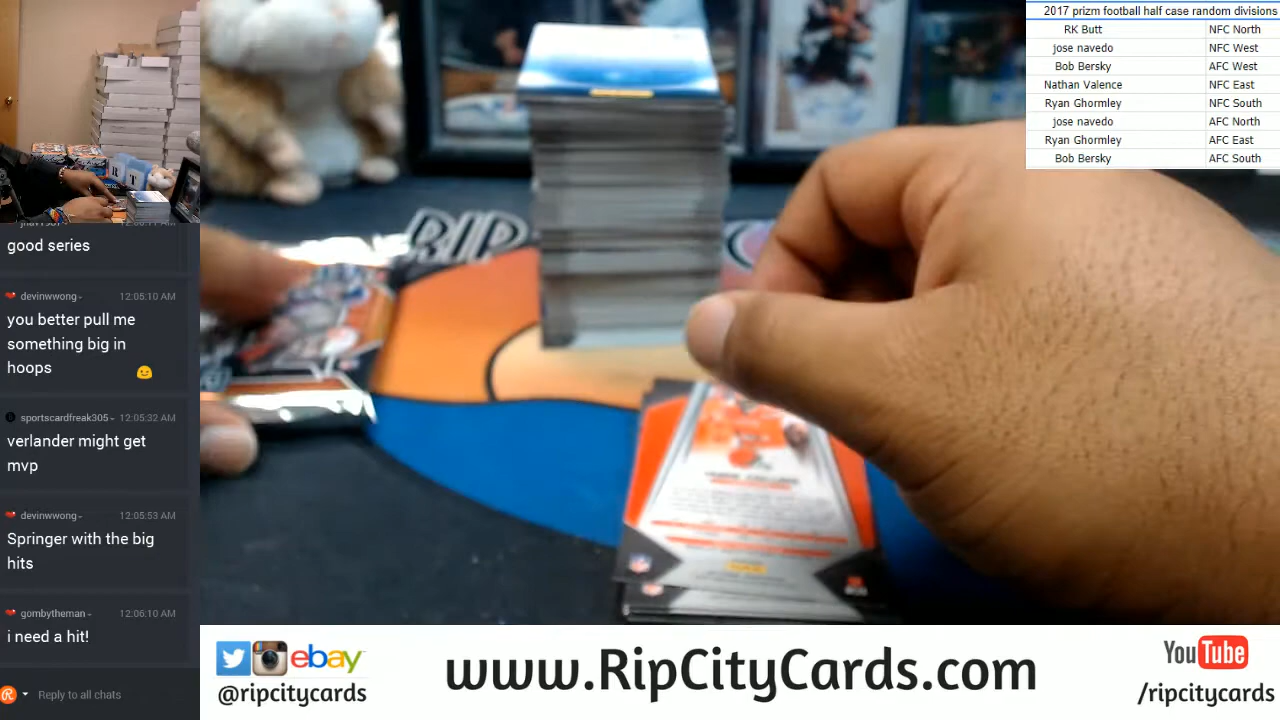 2017 prizm football half case random divisions
RK Butt NFC North
jose navedo NFC West
Bob Bersky AFC West
Nathan Valence NFC East
Ryan Ghormley NFC South
jose navedo AFC North
Ryan Ghormley AFC East
Bob Bersky AFC South
good series
devinwwong 12:05:10 AM
you better pull me
something big in
hoops
sportscardfreak305 12:05:32 AM
verlander might get
mvp
devinwwong 12:05:53 AM
Springer with the big
hits
gombytheman 12:06:10 AM
i need a hit!
Reply to all chats
RIP
ebay
@ripcitycards
www.RipCityCards.com
YouTube
/ripcitycards